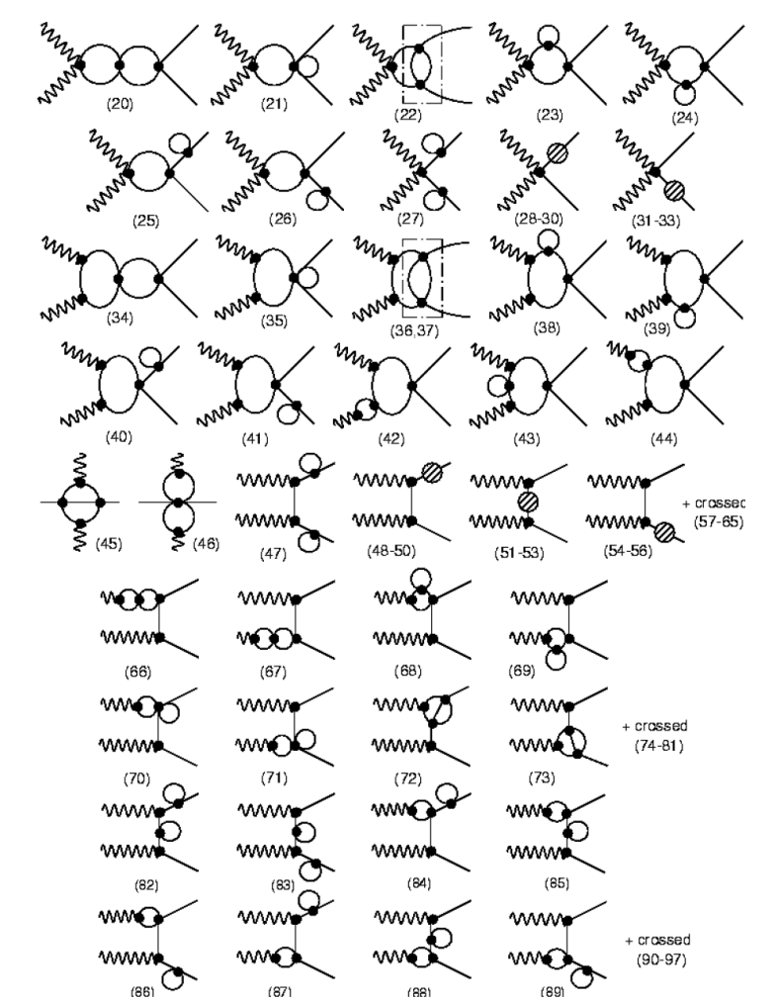 (20) (21) (22) (23) (24)
(25) (26) (27) (28-30) (31-33)
(34) (35) (36,37) (38) (39)
(40) (41) (42) (43) (44)
(45) (46) (47) (48-50) (51-53) (54-56) + crossed
(57-65)
(66) (67) (68) (69)
(70) (71) (72) (73) + crossed
(74-81)
(82) (83) (84) (85)
(86) (87) (88) (89) + crossed
(90-97)